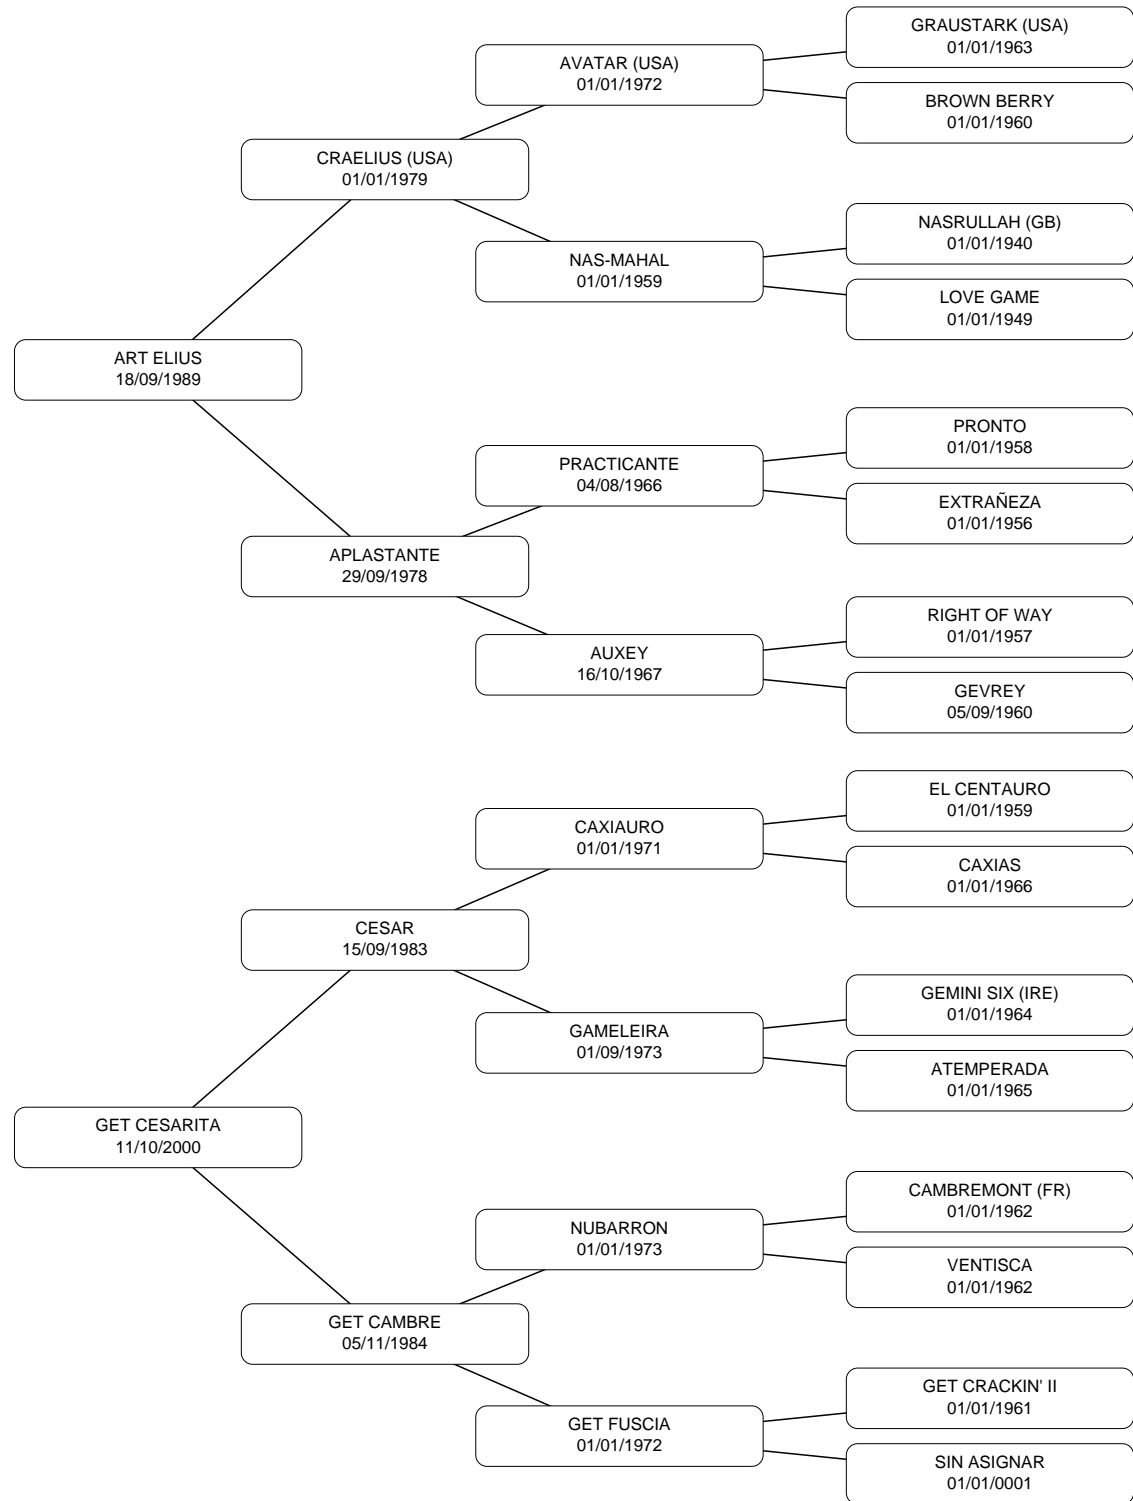 GRAUSTARK (USA)
01/01/1963
AVATAR (USA)
01/01/1972
BROWN BERRY
01/01/1960
CRAELIUS (USA)
01/01/1979
NASRULLAH (GB)
01/01/1940
NAS-MAHAL
01/01/1959
LOVE GAME
01/01/1949
ART ELIUS
18/09/1989
PRONTO
01/01/1958
PRACTICANTE
04/08/1966
EXTRAÑEZA
01/01/1956
APLASTANTE
29/09/1978
RIGHT OF WAY
01/01/1957
AUXEY
16/10/1967
GEVREY
05/09/1960
EL CENTAURO
01/01/1959
CAXIAURO
01/01/1971
CAXIAS
01/01/1966
CESAR
15/09/1983
GEMINI SIX (IRE)
01/01/1964
GAMELEIRA
01/09/1973
ATEMPERADA
01/01/1965
GET CESARITA
11/10/2000
CAMBREMONT (FR)
01/01/1962
NUBARRON
01/01/1973
VENTISCA
01/01/1962
GET CAMBRE
05/11/1984
GET CRACKIN' II
01/01/1961
GET FUSCIA
01/01/1972
SIN ASIGNAR
01/01/0001